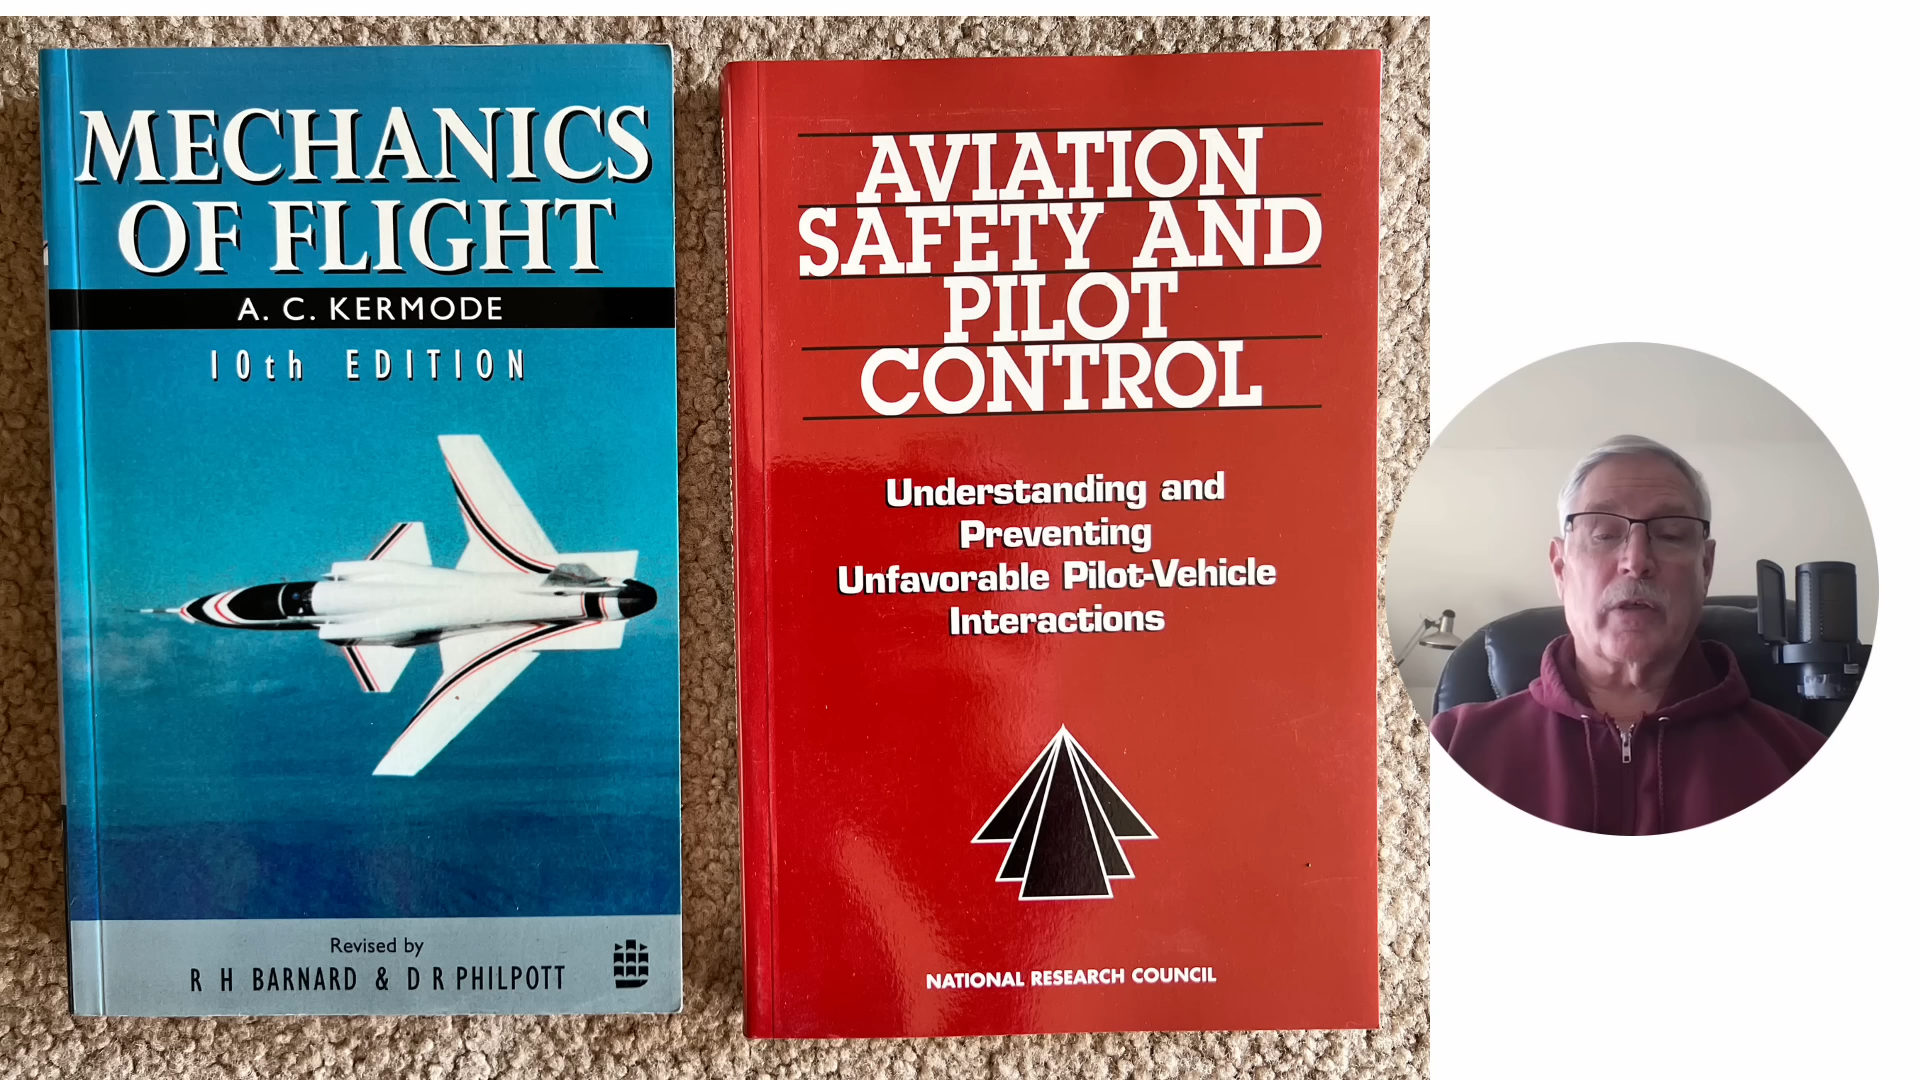 MECHANICS
OF FLIGHT
A. C. KERMODE
10th EDITION
Revised by
R H BARNARD & D R PHILPOTT
AVIATION
SAFETY AND
PILOT
CONTROL
Understanding and
Preventing
Unfavorable Pilot-Vehicle
Interactions
NATIONAL RESEARCH COUNCIL